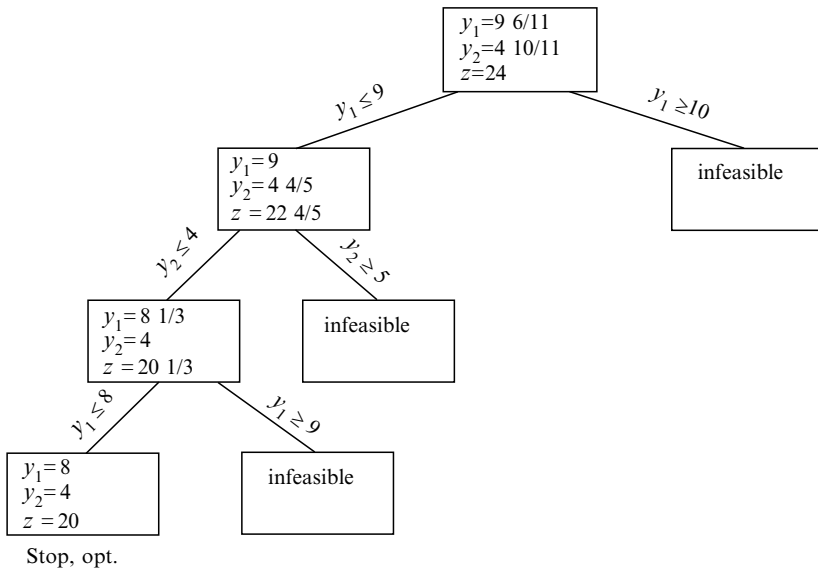 y₁=9 6/11
y₂=4 10/11
z=24
y₁ ≤ 9
y₁ ≥10
y₁= 9
y₂= 4 4/5
z = 22 4/5
infeasible
y₂ ≤ 4
y₂ ≥ 5
y₁= 8 1/3
y₂= 4
z = 20 1/3
infeasible
y₁ ≤ 8
y₁ ≥ 9
y₁= 8
y₂= 4
z = 20
infeasible
Stop, opt.